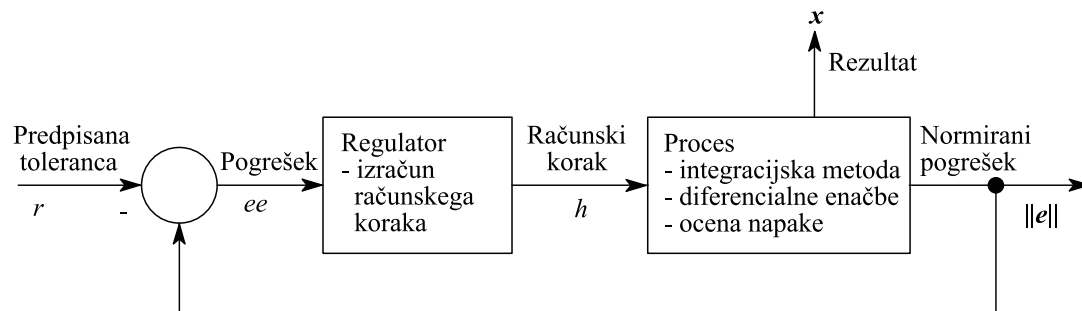 x
Rezultat
Predpisana
toleranca
r
-
Pogrešek
ee
Regulator
- izračun
računskega
koraka
Računski
korak
h
Proces
- integracijska metoda
- diferencialne enačbe
- ocena napake
Normirani
pogrešek
||e||